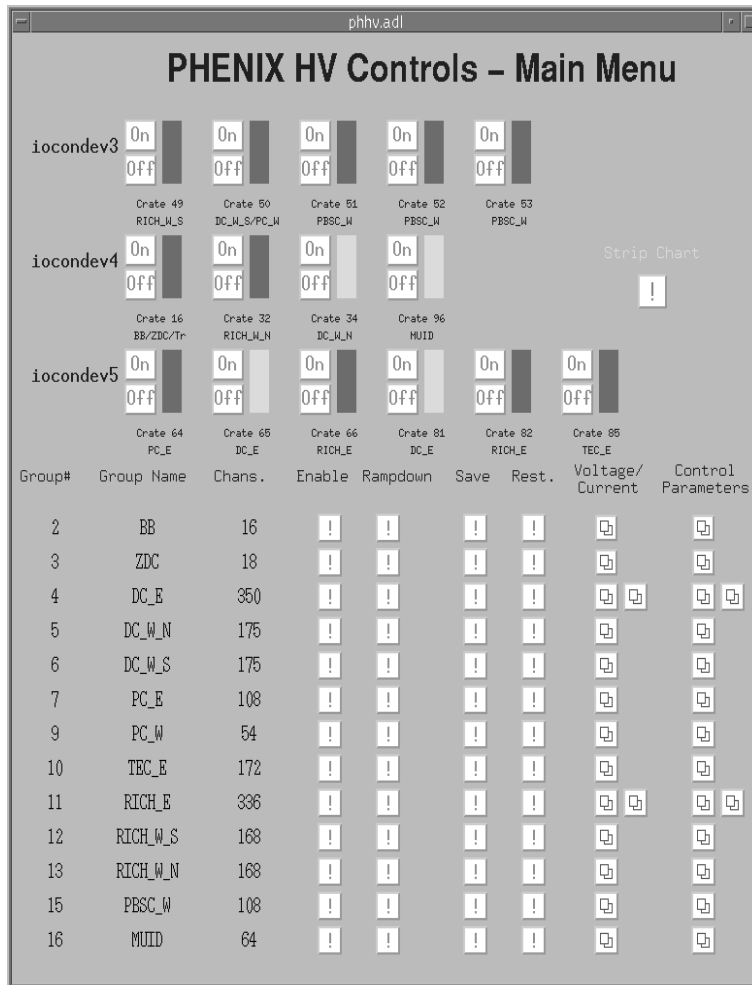 phhv.adl
PHENIX HV Controls – Main Menu
iocondev3 On On On On On
Off Off Off Off Off
Crate 49 Crate 50 Crate 51 Crate 52 Crate 53
RICH_W_S DC_W_S/PC_W PBSC_W PBSC_W PBSC_W
iocondev4 On On On On
Off Off Off Off
Strip Chart
!
Crate 16 Crate 32 Crate 34 Crate 96
BB/ZDC/Tr RICH_W_N DC_W_N MUID
iocondev5 On On On On On On
Off Off Off Off Off Off
Crate 64 Crate 65 Crate 66 Crate 81 Crate 82 Crate 85
PC_E DC_E RICH_E DC_E RICH_E TEC_E
Group# Group Name Chans. Enable Rampdown Save Rest. Voltage/ Control
Current Parameters
2 BB 16 ! ! ! !
3 ZDC 18 ! ! ! !
4 DC_E 350 ! ! ! !
5 DC_W_N 175 ! ! ! !
6 DC_W_S 175 ! ! ! !
7 PC_E 108 ! ! ! !
9 PC_W 54 ! ! ! !
10 TEC_E 172 ! ! ! !
11 RICH_E 336 ! ! ! !
12 RICH_W_S 168 ! ! ! !
13 RICH_W_N 168 ! ! ! !
15 PBSC_W 108 ! ! ! !
16 MUID 64 ! ! ! !